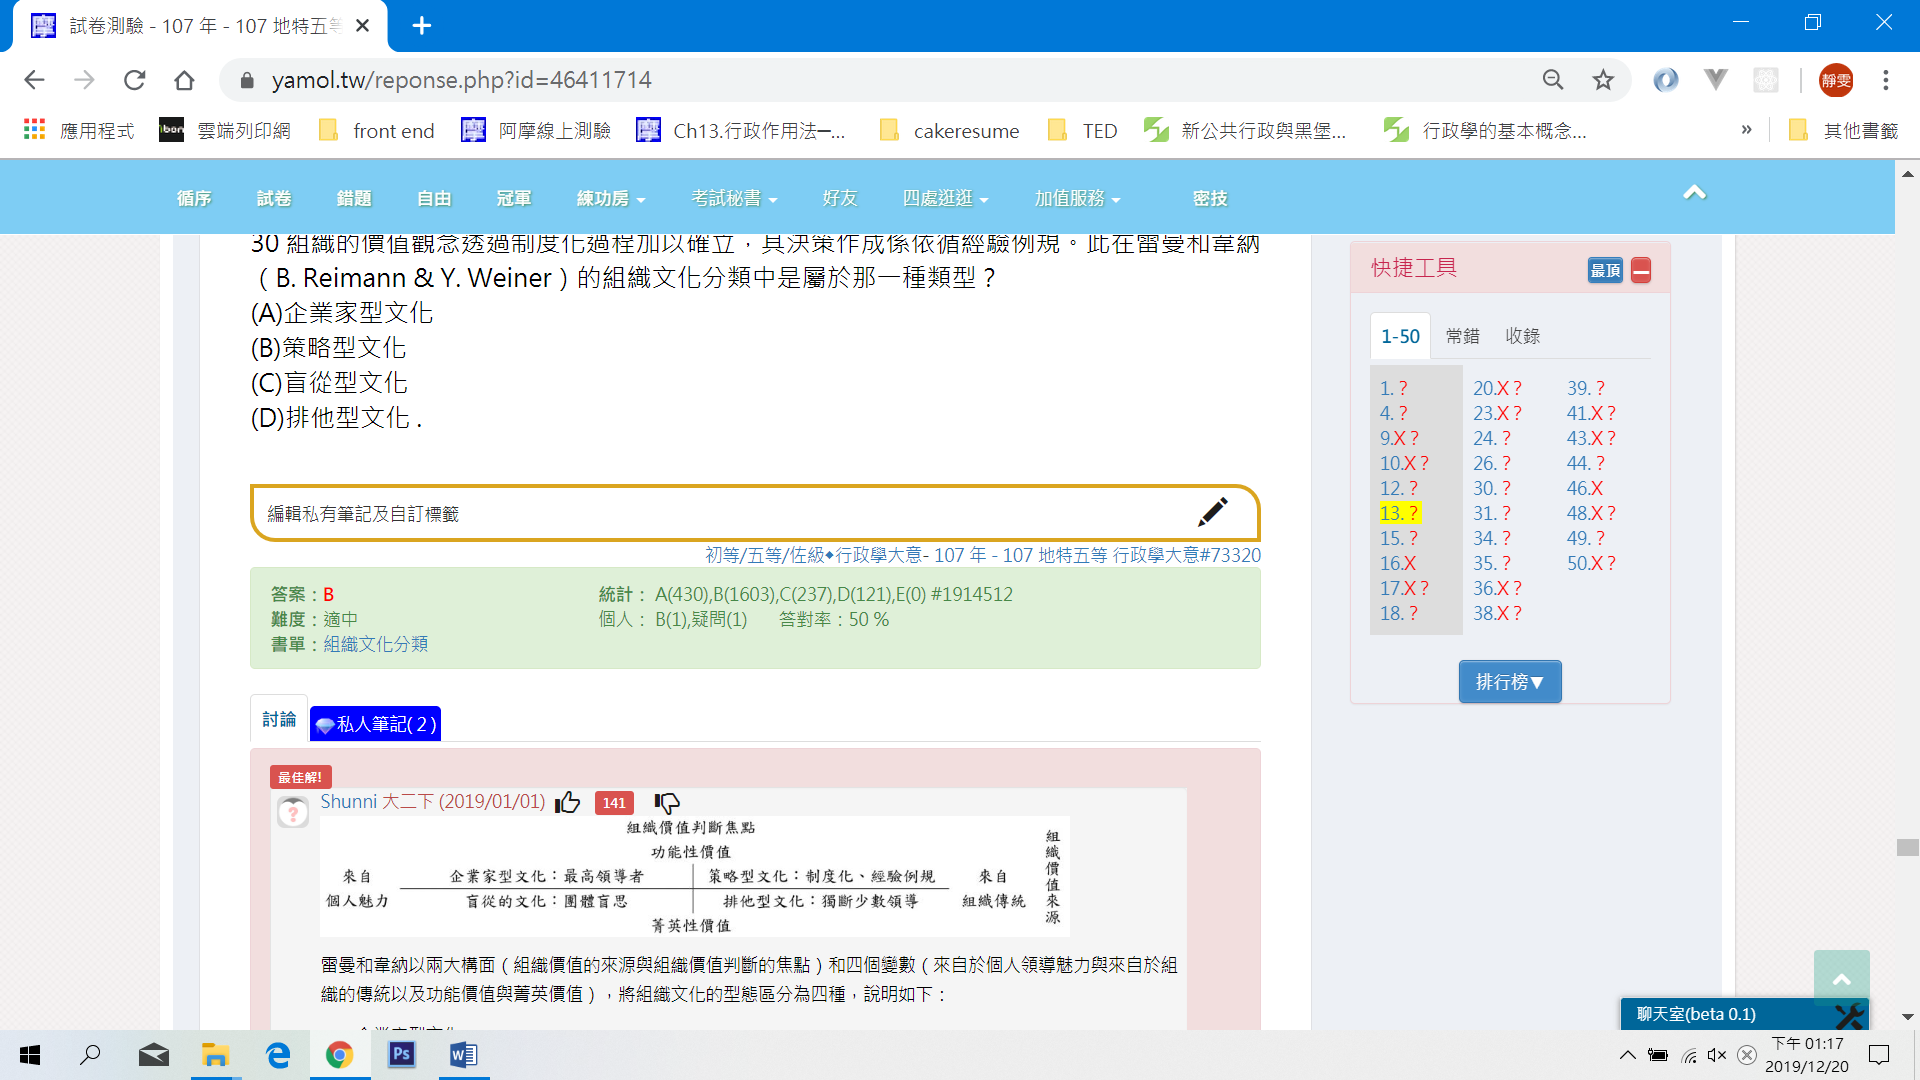 試卷測驗 - 107 年 - 107 地特五等
yamol.tw/reponse.php?id=46411714
靜雯
應用程式
ibon
雲端列印網
front end
阿摩線上測驗
Ch13.行政作用法一...
cakeresume
TED
新公共行政與黑堡...
行政學的基本概念...
»
其他書籤
循序 試卷 錯題 自由 冠軍 練功房 考試秘書 好友 四處逛逛 加值服務 密技
30 組織的價值觀念透過制度化過程加以確立，其決策作成係依循經驗例規。此在雷曼和韋納
（B. Reimann & Y. Weiner）的組織文化分類中是屬於那一種類型？
(A)企業家型文化
(B)策略型文化
(C)盲從型文化
(D)排他型文化 .
編輯私有筆記及自訂標籤
初等/五等/佐級◆行政學大意- 107 年 - 107 地特五等 行政學大意#73320
答案：B
統計： A(430),B(1603),C(237),D(121),E(0) #1914512
難度：適中
個人： B(1),疑問(1) 答對率：50 %
書單：組織文化分類
討論
私人筆記( 2 )
最佳解!
Shunni 大二下 (2019/01/01)
141
組織價值判斷焦點
功能性價值
來自
個人魅力
企業家型文化：最高領導者
策略型文化：制度化、經驗例規
盲從的文化：團體盲思
排他型文化：獨斷少數領導
來自
組織傳統
菁英性價值
組織價值來源
雷曼和韋納以兩大構面（組織價值的來源與組織價值判斷的焦點）和四個變數（來自於個人領導魅力與來自於組
織的傳統以及功能價值與菁英價值），將組織文化的型態區分為四種，說明如下：
快捷工具
最頂
1-50 常錯 收錄
1. ?
4. ?
9.X ?
10.X ?
12. ?
13. ?
15. ?
16.X
17.X ?
18. ?
20.X ?
23.X ?
24. ?
26. ?
30. ?
31. ?
34. ?
35. ?
36.X ?
38.X ?
39. ?
41.X ?
43.X ?
44. ?
46.X
48.X ?
49. ?
50.X ?
排行榜▼
聊天室(beta 0.1)
Ps
下午 01:17
2019/12/20